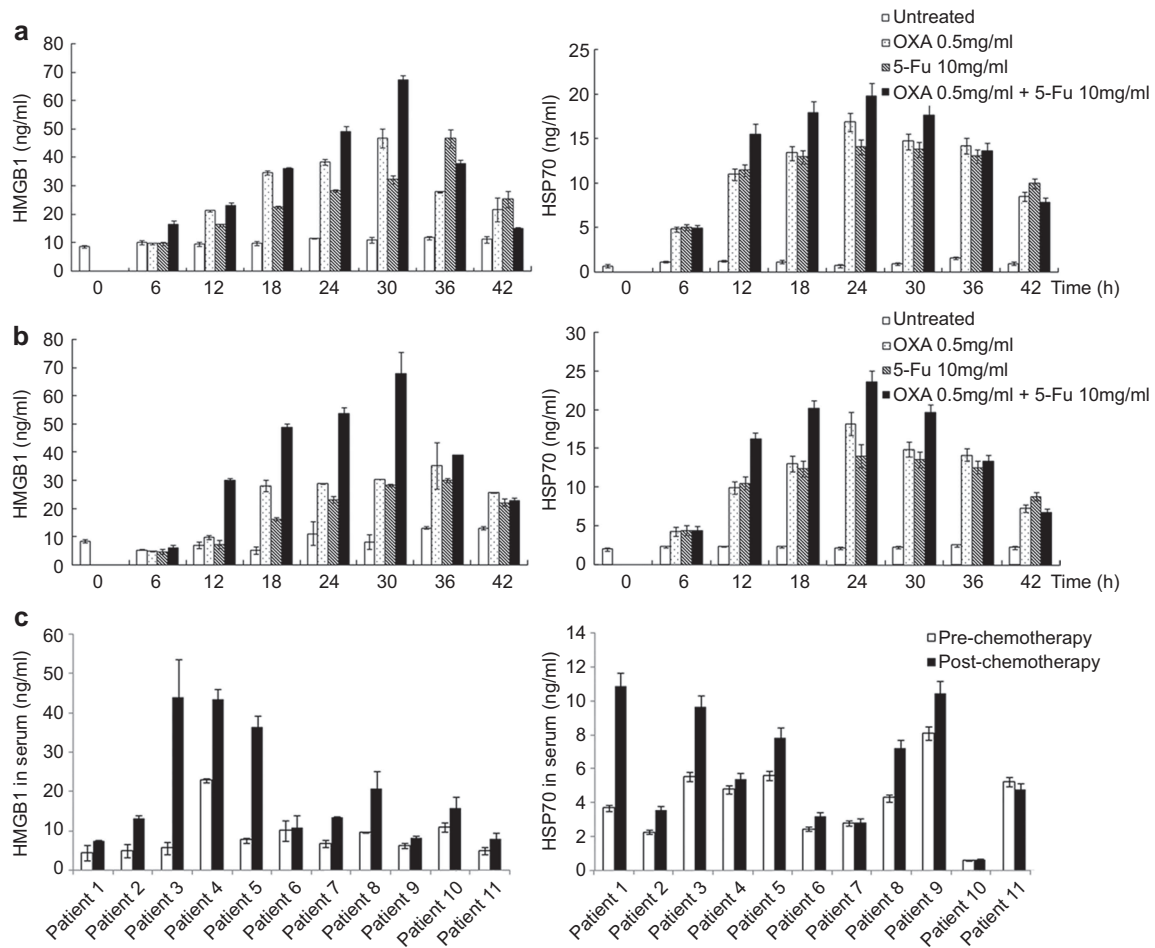 a
HMGB1 (ng/ml)
80
70
60
50
40
30
20
10
0
0 6 12 18 24 30 36 42
HSP70 (ng/ml)
25
20
15
10
5
0
0 6 12 18 24 30 36 42 Time (h)
Untreated
OXA 0.5mg/ml
5-Fu 10mg/ml
OXA 0.5mg/ml + 5-Fu 10mg/ml
b
HMGB1 (ng/ml)
80
70
60
50
40
30
20
10
0
0 6 12 18 24 30 36 42
HSP70 (ng/ml)
30
25
20
15
10
5
0
0 6 12 18 24 30 36 42 Time (h)
Untreated
OXA 0.5mg/ml
5-Fu 10mg/ml
OXA 0.5mg/ml + 5-Fu 10mg/ml
c
HMGB1 in serum (ng/ml)
60
50
40
30
20
10
0
Patient 1
Patient 2
Patient 3
Patient 4
Patient 5
Patient 6
Patient 7
Patient 8
Patient 9
Patient 10
Patient 11
HSP70 in serum (ng/ml)
14
12
10
8
6
4
2
0
Patient 1
Patient 2
Patient 3
Patient 4
Patient 5
Patient 6
Patient 7
Patient 8
Patient 9
Patient 10
Patient 11
Pre-chemotherapy
Post-chemotherapy